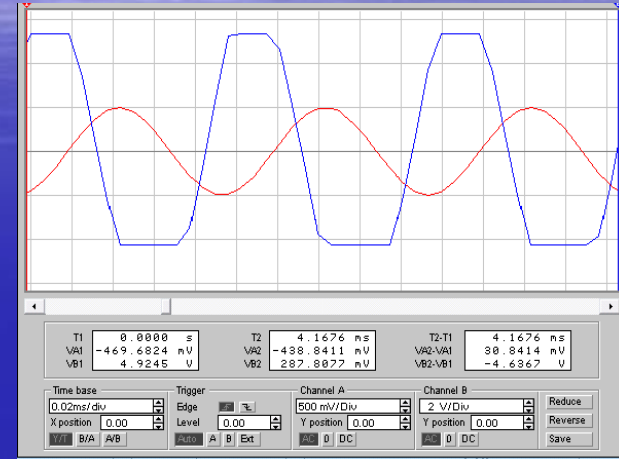 T1 0.0000 s T2 4.1676 ms T2-T1 4.1676 ms
VA1 -469.6824 mV VA2 -438.8411 mV VA2-VA1 30.8414 mV
VB1 4.9245 V VB2 287.8077 mV VB2-VB1 -4.6367 V
Time base Trigger Channel A Channel B
0.02ms/div Edge 500 mV/Div 2 V/Div Reduce
X position 0.00 Level 0.00 Y position 0.00 Y position 0.00 Reverse
Y/T B/A A/B Auto A B Ext AC 0 DC AC 0 DC Save